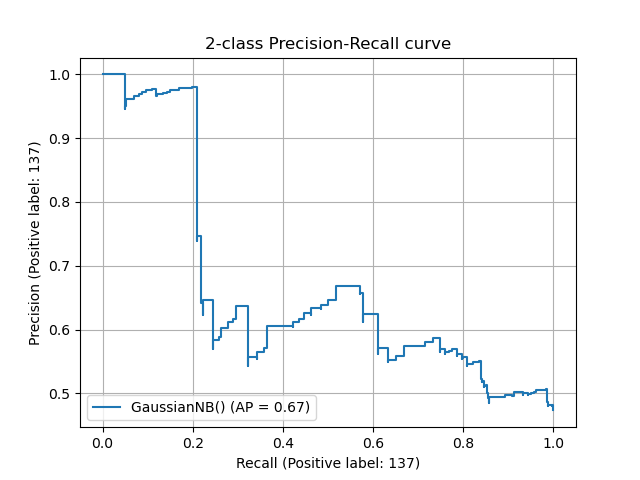 2-class Precision-Recall curve
1.0
0.9
0.8
0.7
0.6
0.5
Precision (Positive label: 137)
GaussianNB() (AP = 0.67)
0.0 0.2 0.4 0.6 0.8 1.0
Recall (Positive label: 137)